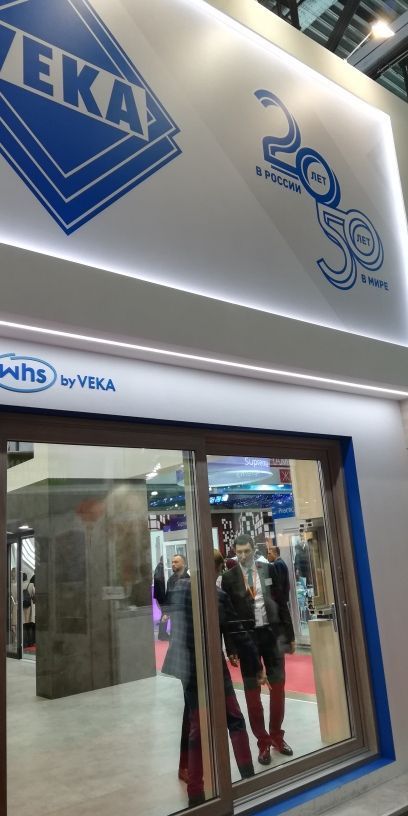 VEKA
20 ЛЕТ
В РОССИИ
50 ЛЕТ
В МИРЕ
whs by VEKA